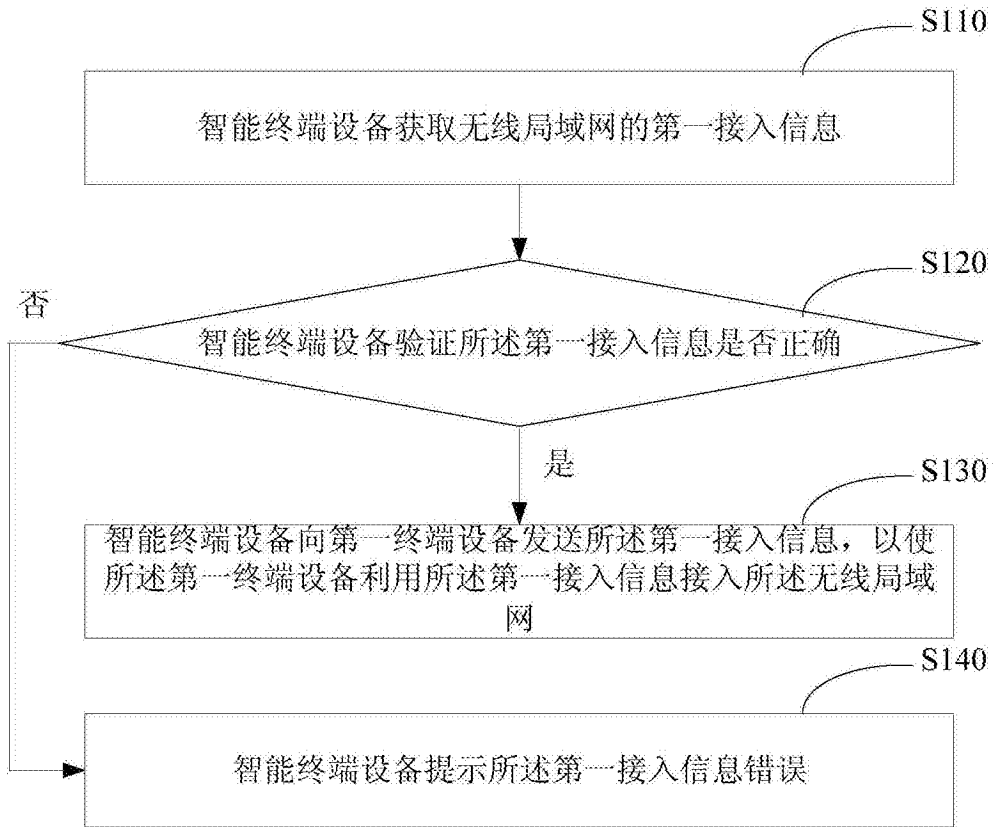 S110
智能终端设备获取无线局域网的第一接入信息
S120
否
智能终端设备验证所述第一接入信息是否正确
是
S130
智能终端设备向第一终端设备发送所述第一接入信息，以使
所述第一终端设备利用所述第一接入信息接入所述无线局域
网
S140
智能终端设备提示所述第一接入信息错误